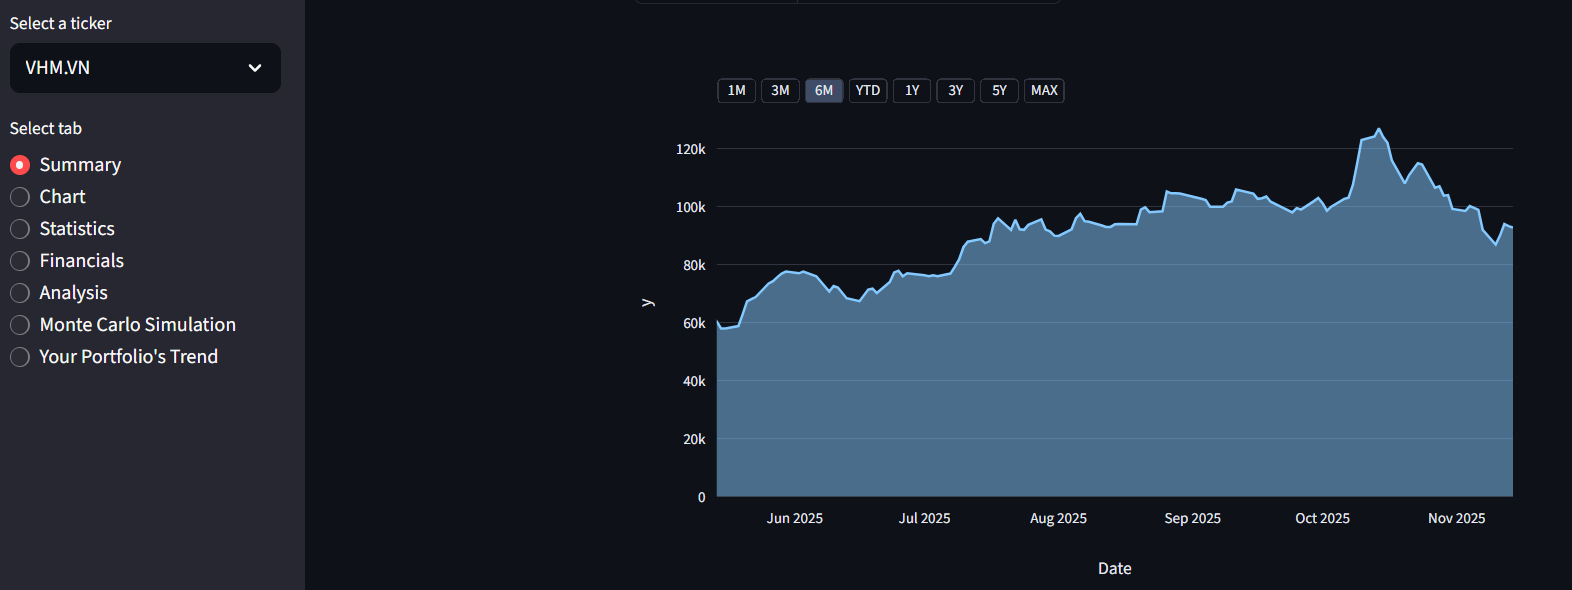 Select a ticker
VHM.VN
Select tab
Summary
Chart
Statistics
Financials
Analysis
Monte Carlo Simulation
Your Portfolio's Trend
1M 3M 6M YTD 1Y 3Y 5Y MAX
120k
100k
80k
60k
40k
20k
0
y
Jun 2025 Jul 2025 Aug 2025 Sep 2025 Oct 2025 Nov 2025
Date